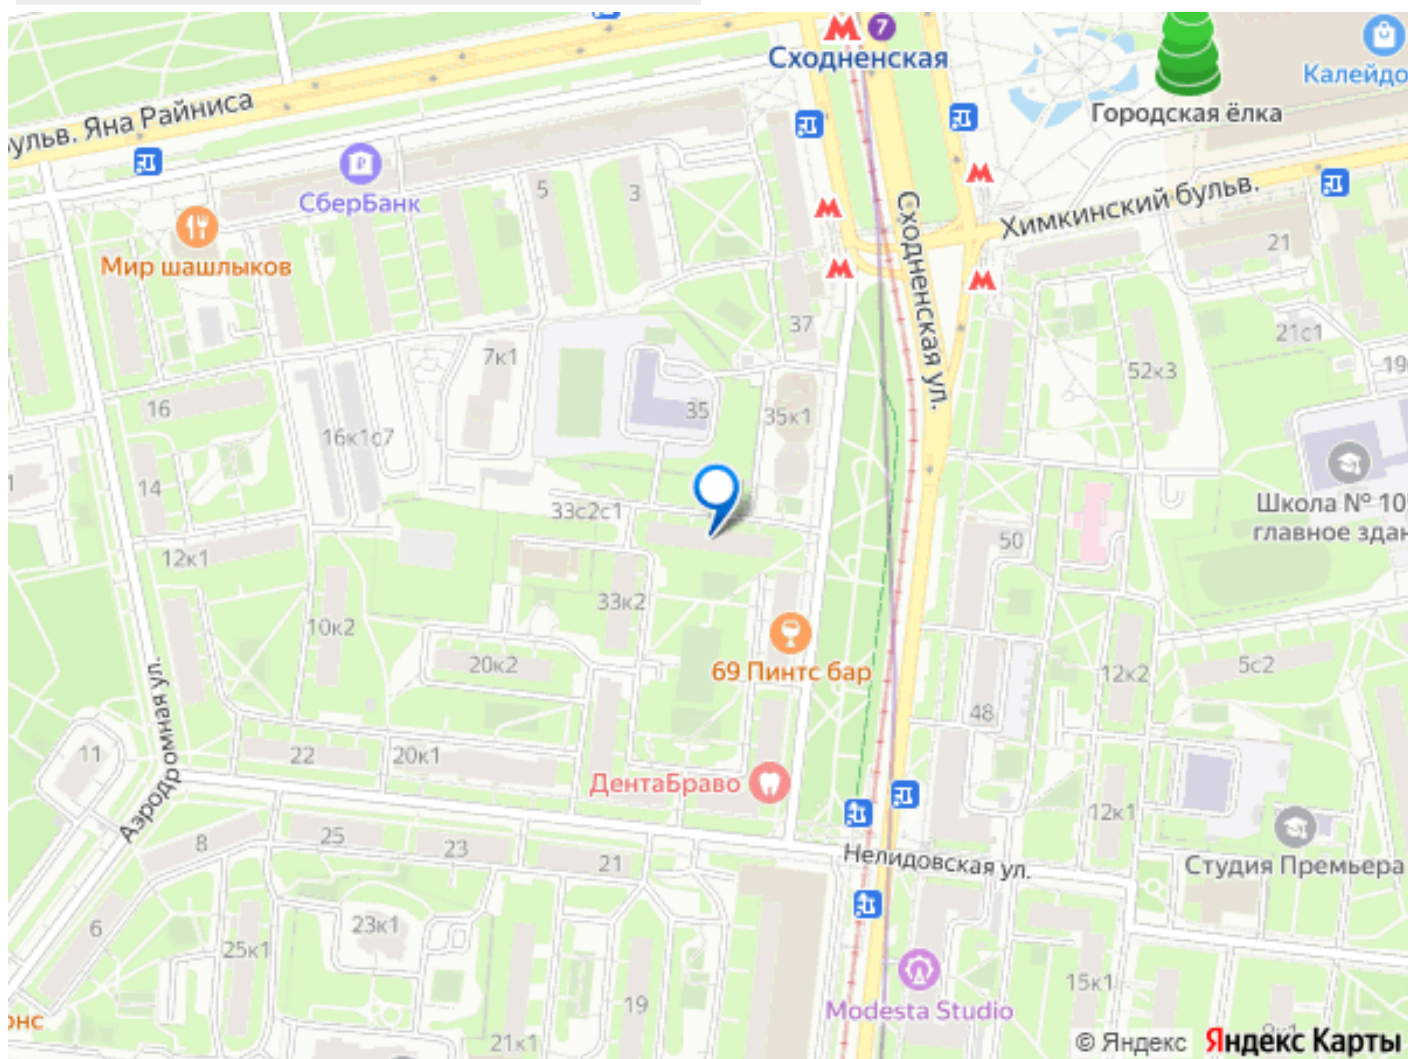 7
Сходненская
Калейдо
Городская ёлка
ульв. Яна Райниса
СберБанк
5
3
Химкинский бульв.
21
Мир шашлыков
Сходненская ул.
37
21с1
7к1
52к3
19
16
35
35к1
16к1с7
14
Школа № 10
главное здан
33с2с1
50
12к1
33к2
10к2
69 Пинтс бар
20к2
12к2
5с2
48
Аэродромная ул.
11
22
20к1
ДентаБраво
12к1
8
25
23
21
Нелидовская ул.
Студия Премьера
6
23к1
25к1
15к1
19
Modesta Studio
онс
21к1
© Яндекс Яндекс Карты